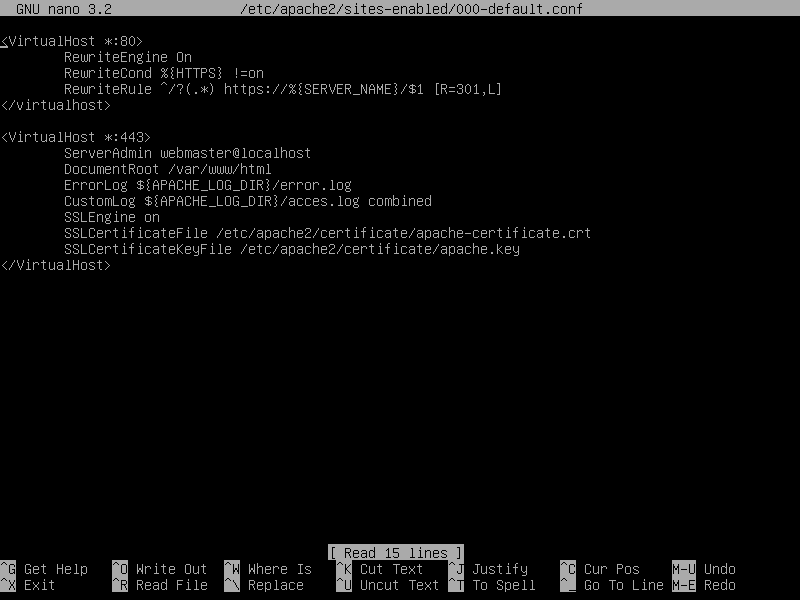 GNU nano 3.2 /etc/apache2/sites-enabled/000-default.conf
<VirtualHost *:80>
RewriteEngine On
RewriteCond %{HTTPS} !=on
RewriteRule ^/?(.*) https://%{SERVER_NAME}/$1 [R=301,L]
</virtualhost>
<VirtualHost *:443>
ServerAdmin webmaster@localhost
DocumentRoot /var/www/html
ErrorLog ${APACHE_LOG_DIR}/error.log
CustomLog ${APACHE_LOG_DIR}/acces.log combined
SSLEngine on
SSLCertificateFile /etc/apache2/certificate/apache-certificate.crt
SSLCertificateKeyFile /etc/apache2/certificate/apache.key
</VirtualHost>
[ Read 15 lines ]
^G Get Help ^O Write Out ^W Where Is ^K Cut Text ^J Justify ^C Cur Pos M-U Undo
^X Exit ^R Read File ^\ Replace ^U Uncut Text ^T To Spell ^_ Go To Line M-E Redo